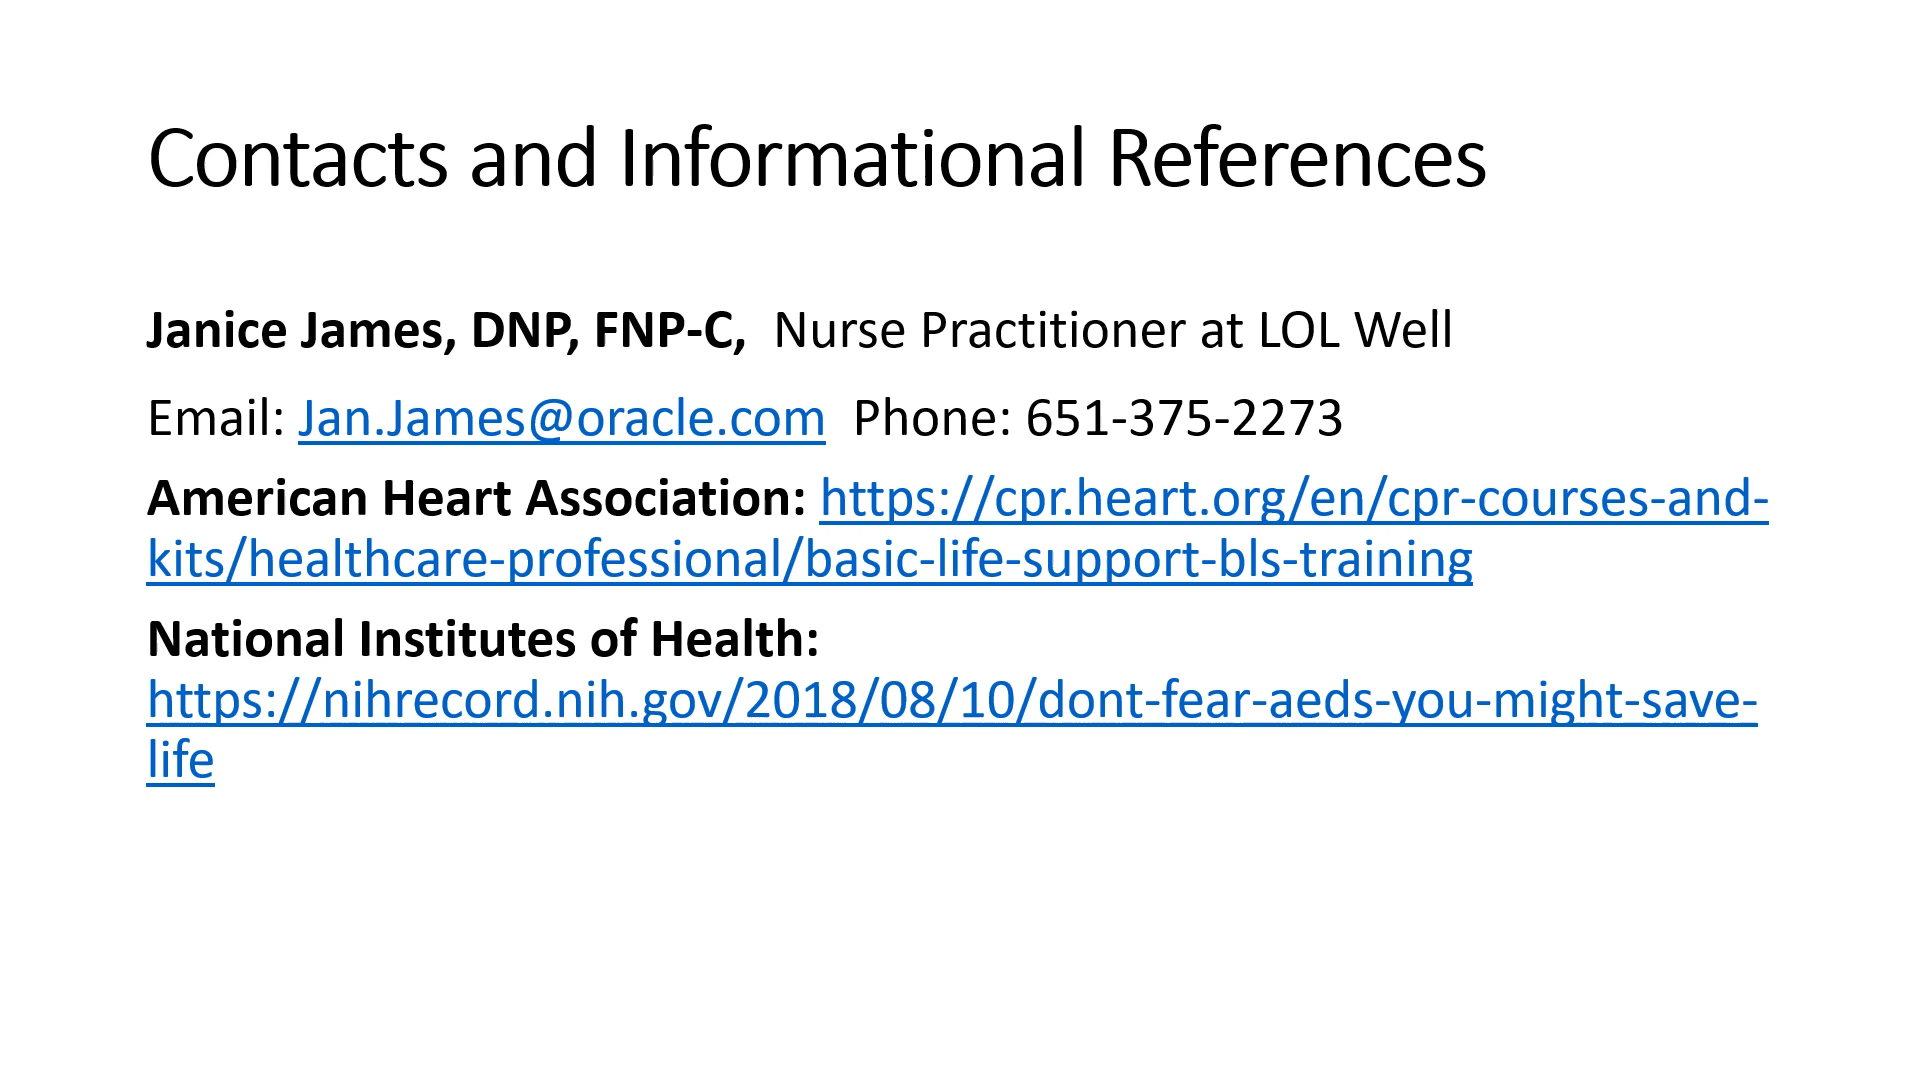 Contacts and Informational References
Janice James, DNP, FNP-C,  Nurse Practitioner at LOL Well
Email: Jan.James@oracle.com  Phone: 651-375-2273
American Heart Association: https://cpr.heart.org/en/cpr-courses-and-
kits/healthcare-professional/basic-life-support-bls-training
National Institutes of Health:
https://nihrecord.nih.gov/2018/08/10/dont-fear-aeds-you-might-save-
life